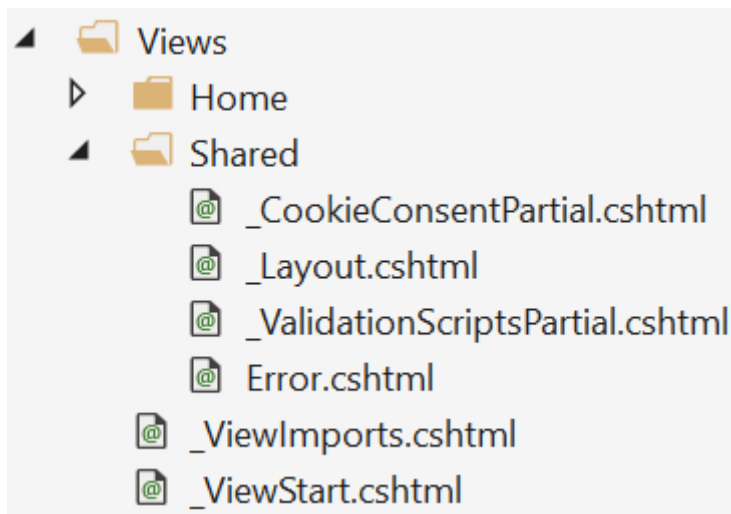 Views
Home
Shared
_CookieConsentPartial.cshtml
_Layout.cshtml
_ValidationScriptsPartial.cshtml
Error.cshtml
_ViewImports.cshtml
_ViewStart.cshtml